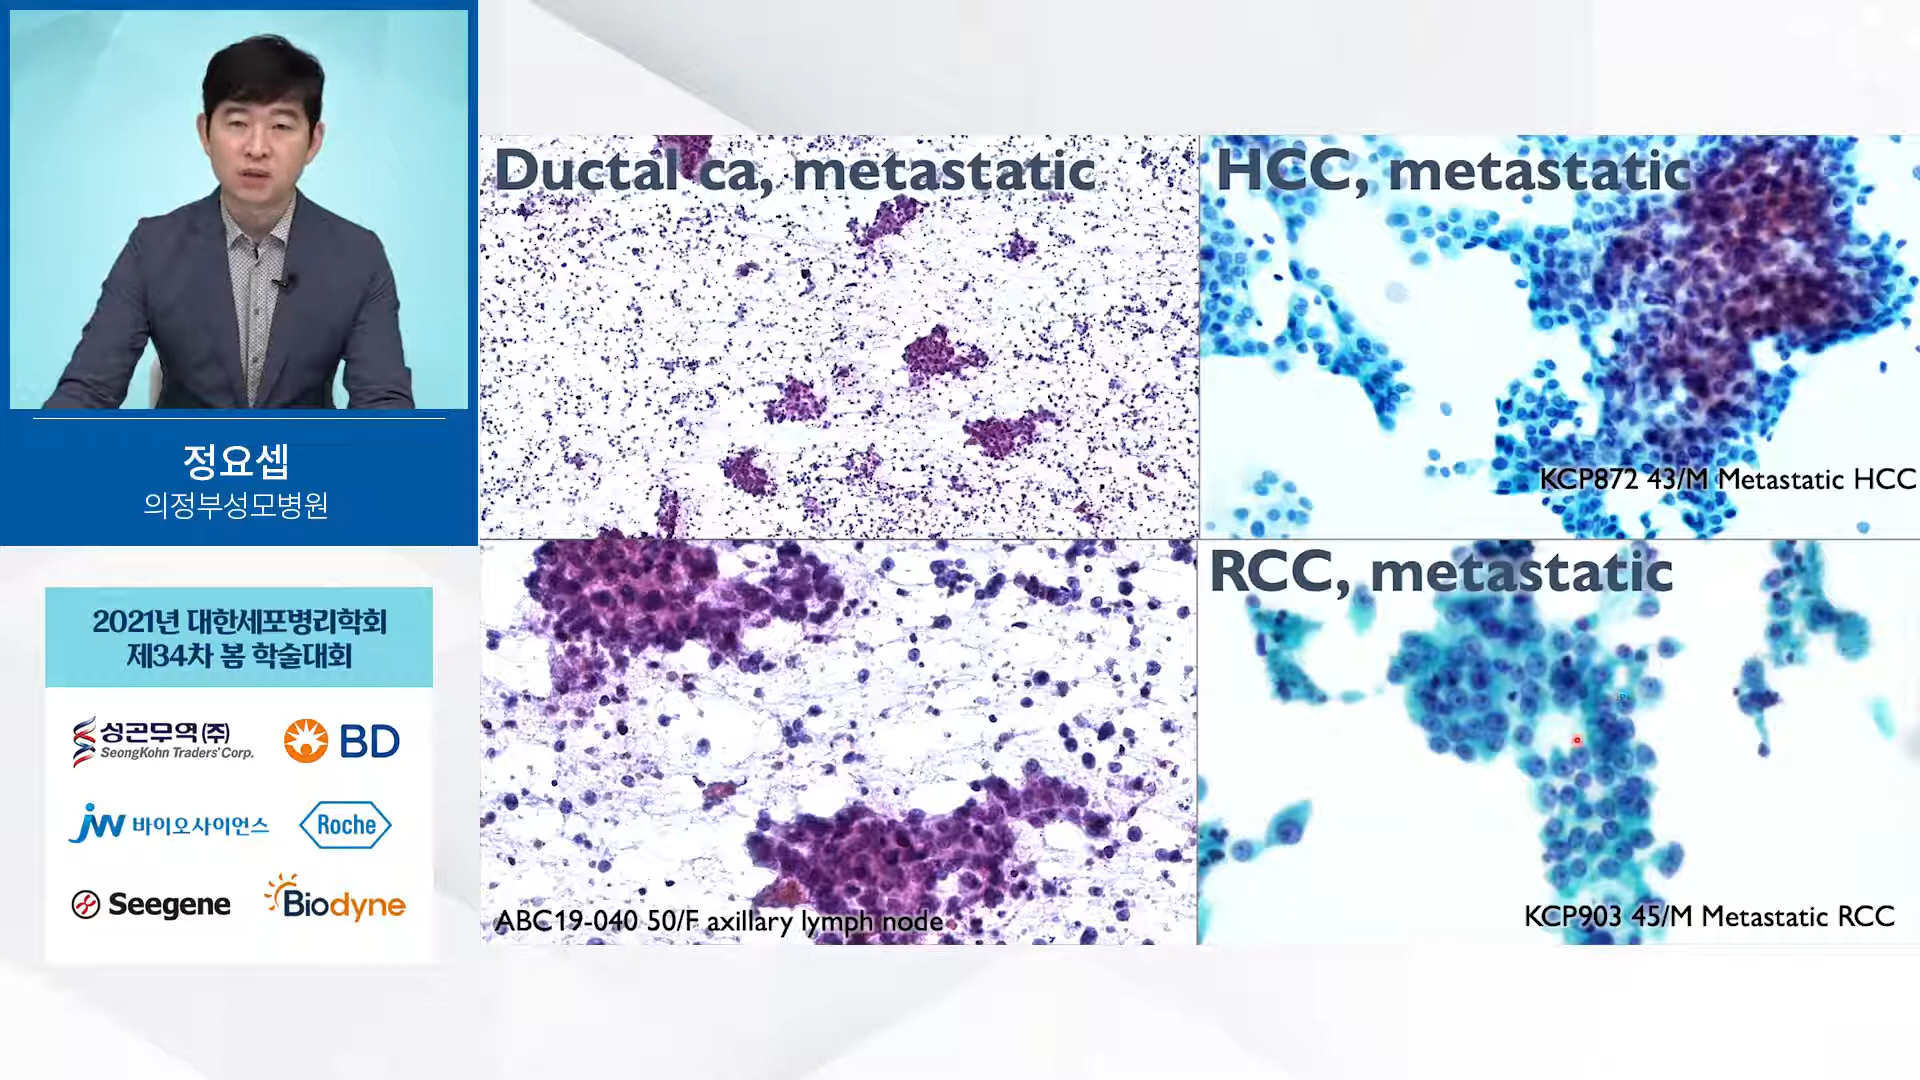 정요셉
의정부성모병원
2021년 대한세포병리학회
제34차 봄 학술대회
성곤무역(주)
SeongKohn Traders' Corp.
BD
jw 바이오사이언스
Roche
Seegene
Biodyne
Ductal ca, metastatic
ABC19-040 50/F axillary lymph node
HCC, metastatic
KCP872 43/M Metastatic HCC
RCC, metastatic
KCP903 45/M Metastatic RCC